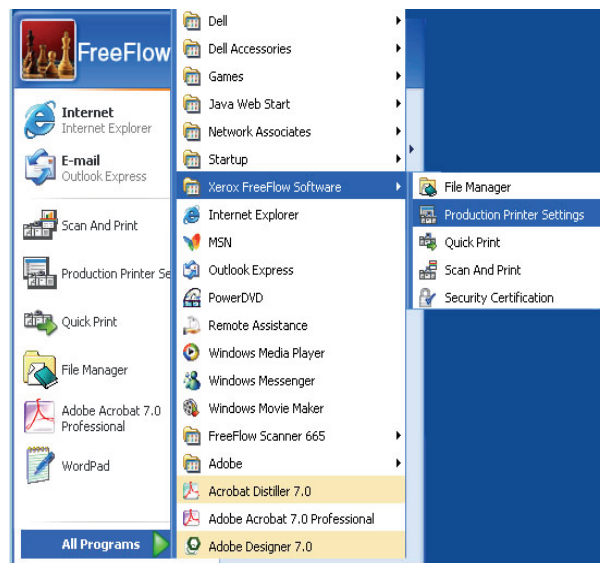 FreeFlow
Internet
Internet Explorer
E-mail
Outlook Express
Scan And Print
Production Printer Se
Quick Print
File Manager
Adobe Acrobat 7.0
Professional
WordPad
All Programs
Dell
Dell Accessories
Games
Java Web Start
Network Associates
Startup
Xerox FreeFlow Software
Internet Explorer
MSN
Outlook Express
PowerDVD
Remote Assistance
Windows Media Player
Windows Messenger
Windows Movie Maker
FreeFlow Scanner 665
Adobe
Acrobat Distiller 7.0
Adobe Acrobat 7.0 Professional
Adobe Designer 7.0
File Manager
Production Printer Settings
Quick Print
Scan And Print
Security Certification